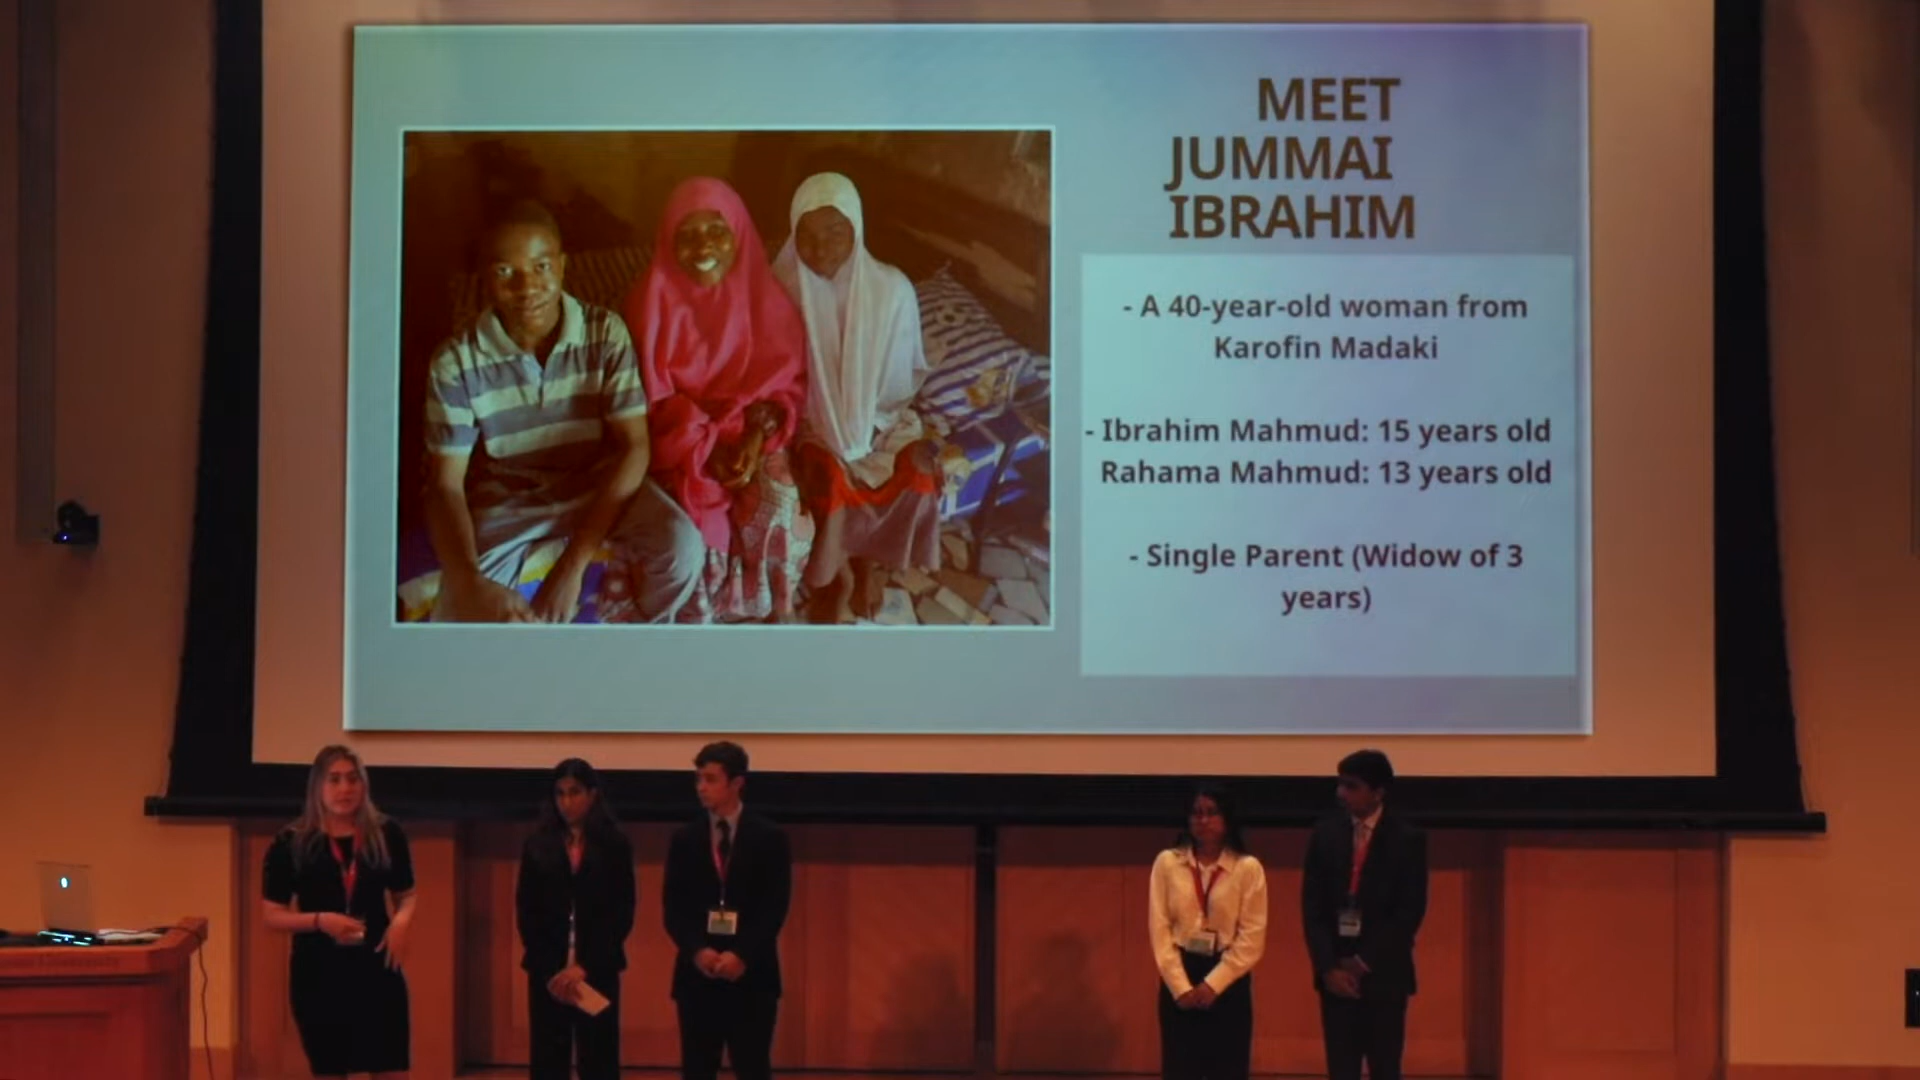 MEET
JUMMAI
IBRAHIM
- A 40-year-old woman from
Karofin Madaki
- Ibrahim Mahmud: 15 years old
Rahama Mahmud: 13 years old
- Single Parent (Widow of 3
years)